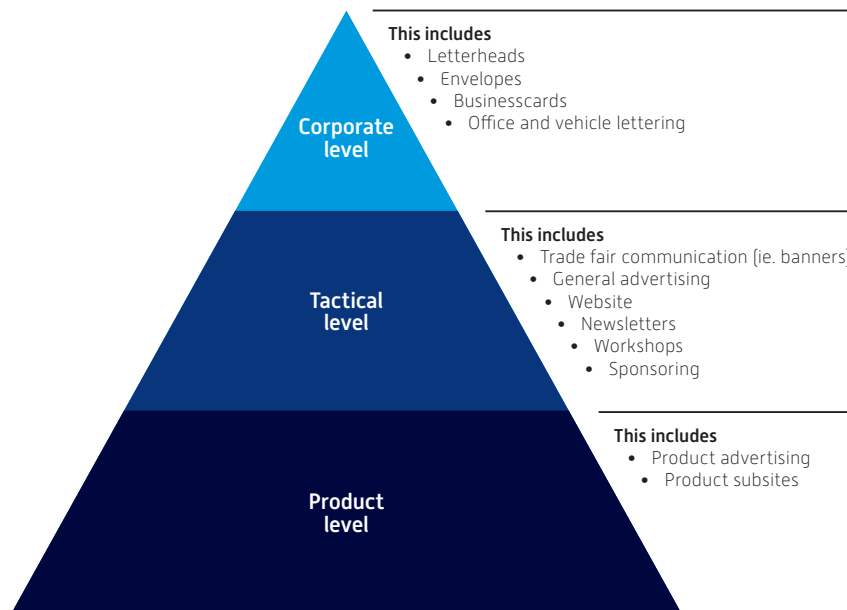 This includes
• Letterheads
• Envelopes
• Businesscards
• Office and vehicle lettering
Corporate
level
This includes
• Trade fair communication (ie. banners)
• General advertising
• Website
• Newsletters
• Workshops
• Sponsoring
Tactical
level
This includes
• Product advertising
• Product subsites
Product
level